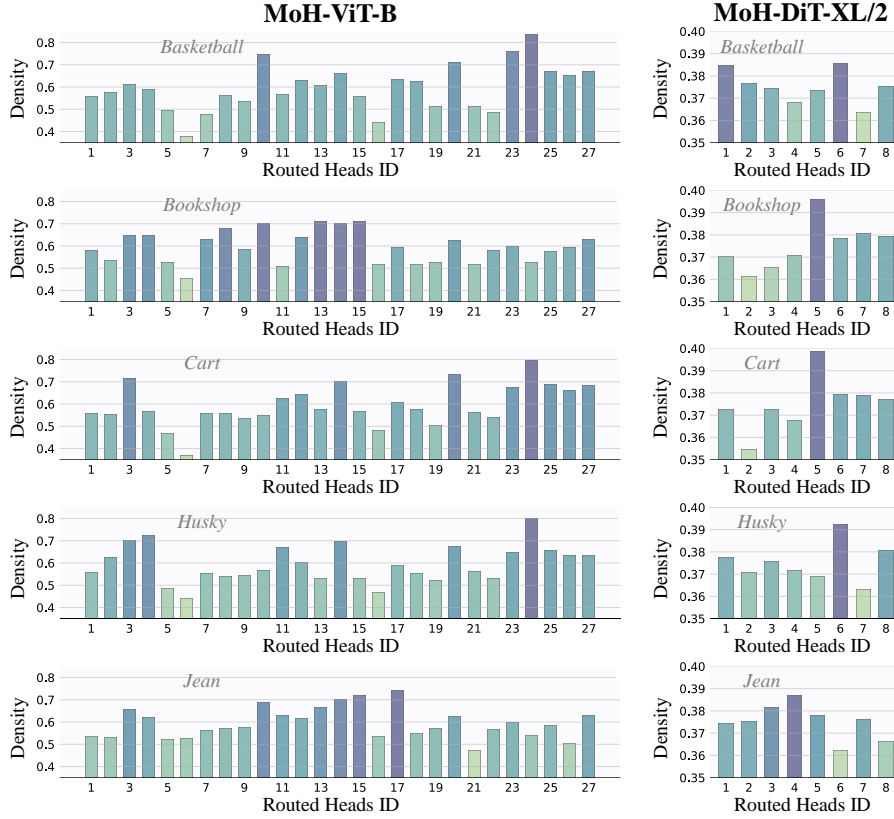 MoH-ViT-B MoH-DiT-XL/2
Density
0.8
0.7
0.6
0.5
0.4
Basketball
1 3 5 7 9 11 13 15 17 19 21 23 25 27
Routed Heads ID
Density
0.40
0.39
0.38
0.37
0.36
0.35
Basketball
1 2 3 4 5 6 7 8
Routed Heads ID
Density
0.8
0.7
0.6
0.5
0.4
Bookshop
1 3 5 7 9 11 13 15 17 19 21 23 25 27
Routed Heads ID
Density
0.40
0.39
0.38
0.37
0.36
0.35
Bookshop
1 2 3 4 5 6 7 8
Routed Heads ID
Density
0.8
0.7
0.6
0.5
0.4
Cart
1 3 5 7 9 11 13 15 17 19 21 23 25 27
Routed Heads ID
Density
0.40
0.39
0.38
0.37
0.36
0.35
Cart
1 2 3 4 5 6 7 8
Routed Heads ID
Density
0.8
0.7
0.6
0.5
0.4
Husky
1 3 5 7 9 11 13 15 17 19 21 23 25 27
Routed Heads ID
Density
0.40
0.39
0.38
0.37
0.36
0.35
Husky
1 2 3 4 5 6 7 8
Routed Heads ID
Density
0.8
0.7
0.6
0.5
0.4
Jean
1 3 5 7 9 11 13 15 17 19 21 23 25 27
Routed Heads ID
Density
0.40
0.39
0.38
0.37
0.36
0.35
Jean
1 2 3 4 5 6 7 8
Routed Heads ID